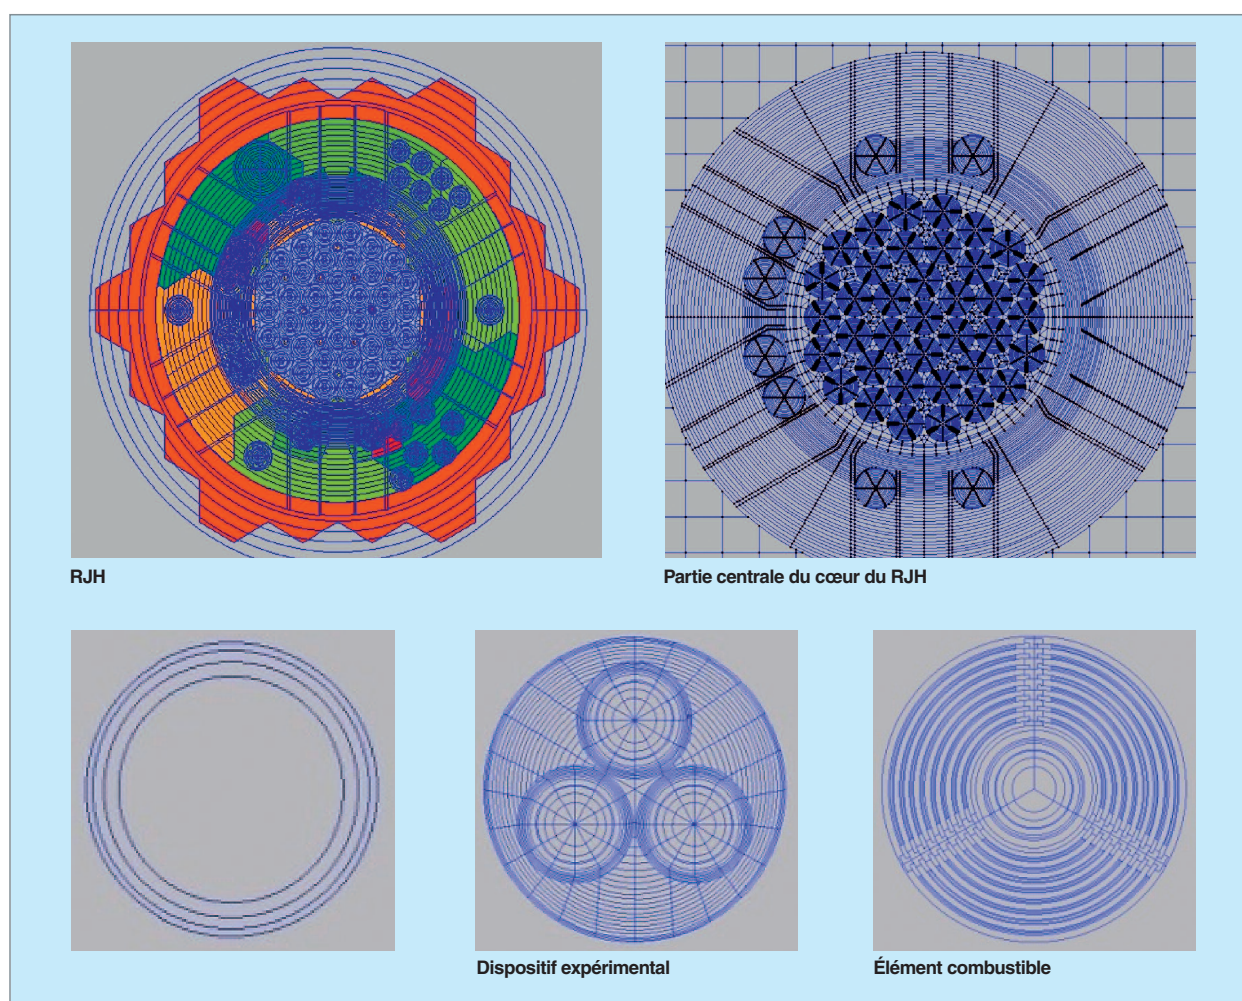 RJH
Partie centrale du cœur du RJH
Dispositif expérimental
Élément combustible